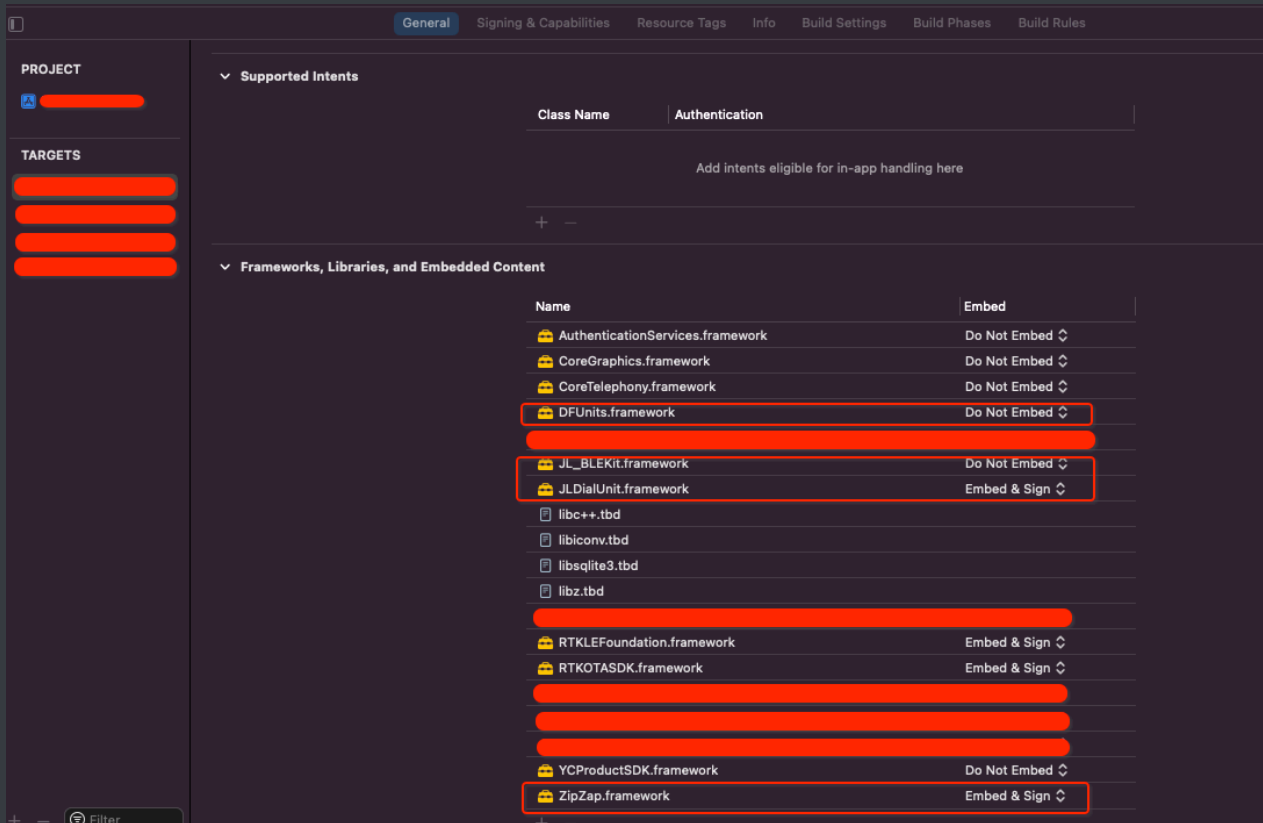 General Signing & Capabilities Resource Tags Info Build Settings Build Phases Build Rules
PROJECT
TARGETS
Filter
Supported Intents
Class Name Authentication
Add intents eligible for in-app handling here
+ −
Frameworks, Libraries, and Embedded Content
Name Embed
AuthenticationServices.framework Do Not Embed
CoreGraphics.framework Do Not Embed
CoreTelephony.framework Do Not Embed
DFUnits.framework Do Not Embed
JL_BLEKit.framework Do Not Embed
JLDialUnit.framework Embed & Sign
libc++.tbd
libiconv.tbd
libsqlite3.tbd
libz.tbd
RTKLEFoundation.framework Embed & Sign
RTKOTASDK.framework Embed & Sign
YCProductSDK.framework Do Not Embed
ZipZap.framework Embed & Sign